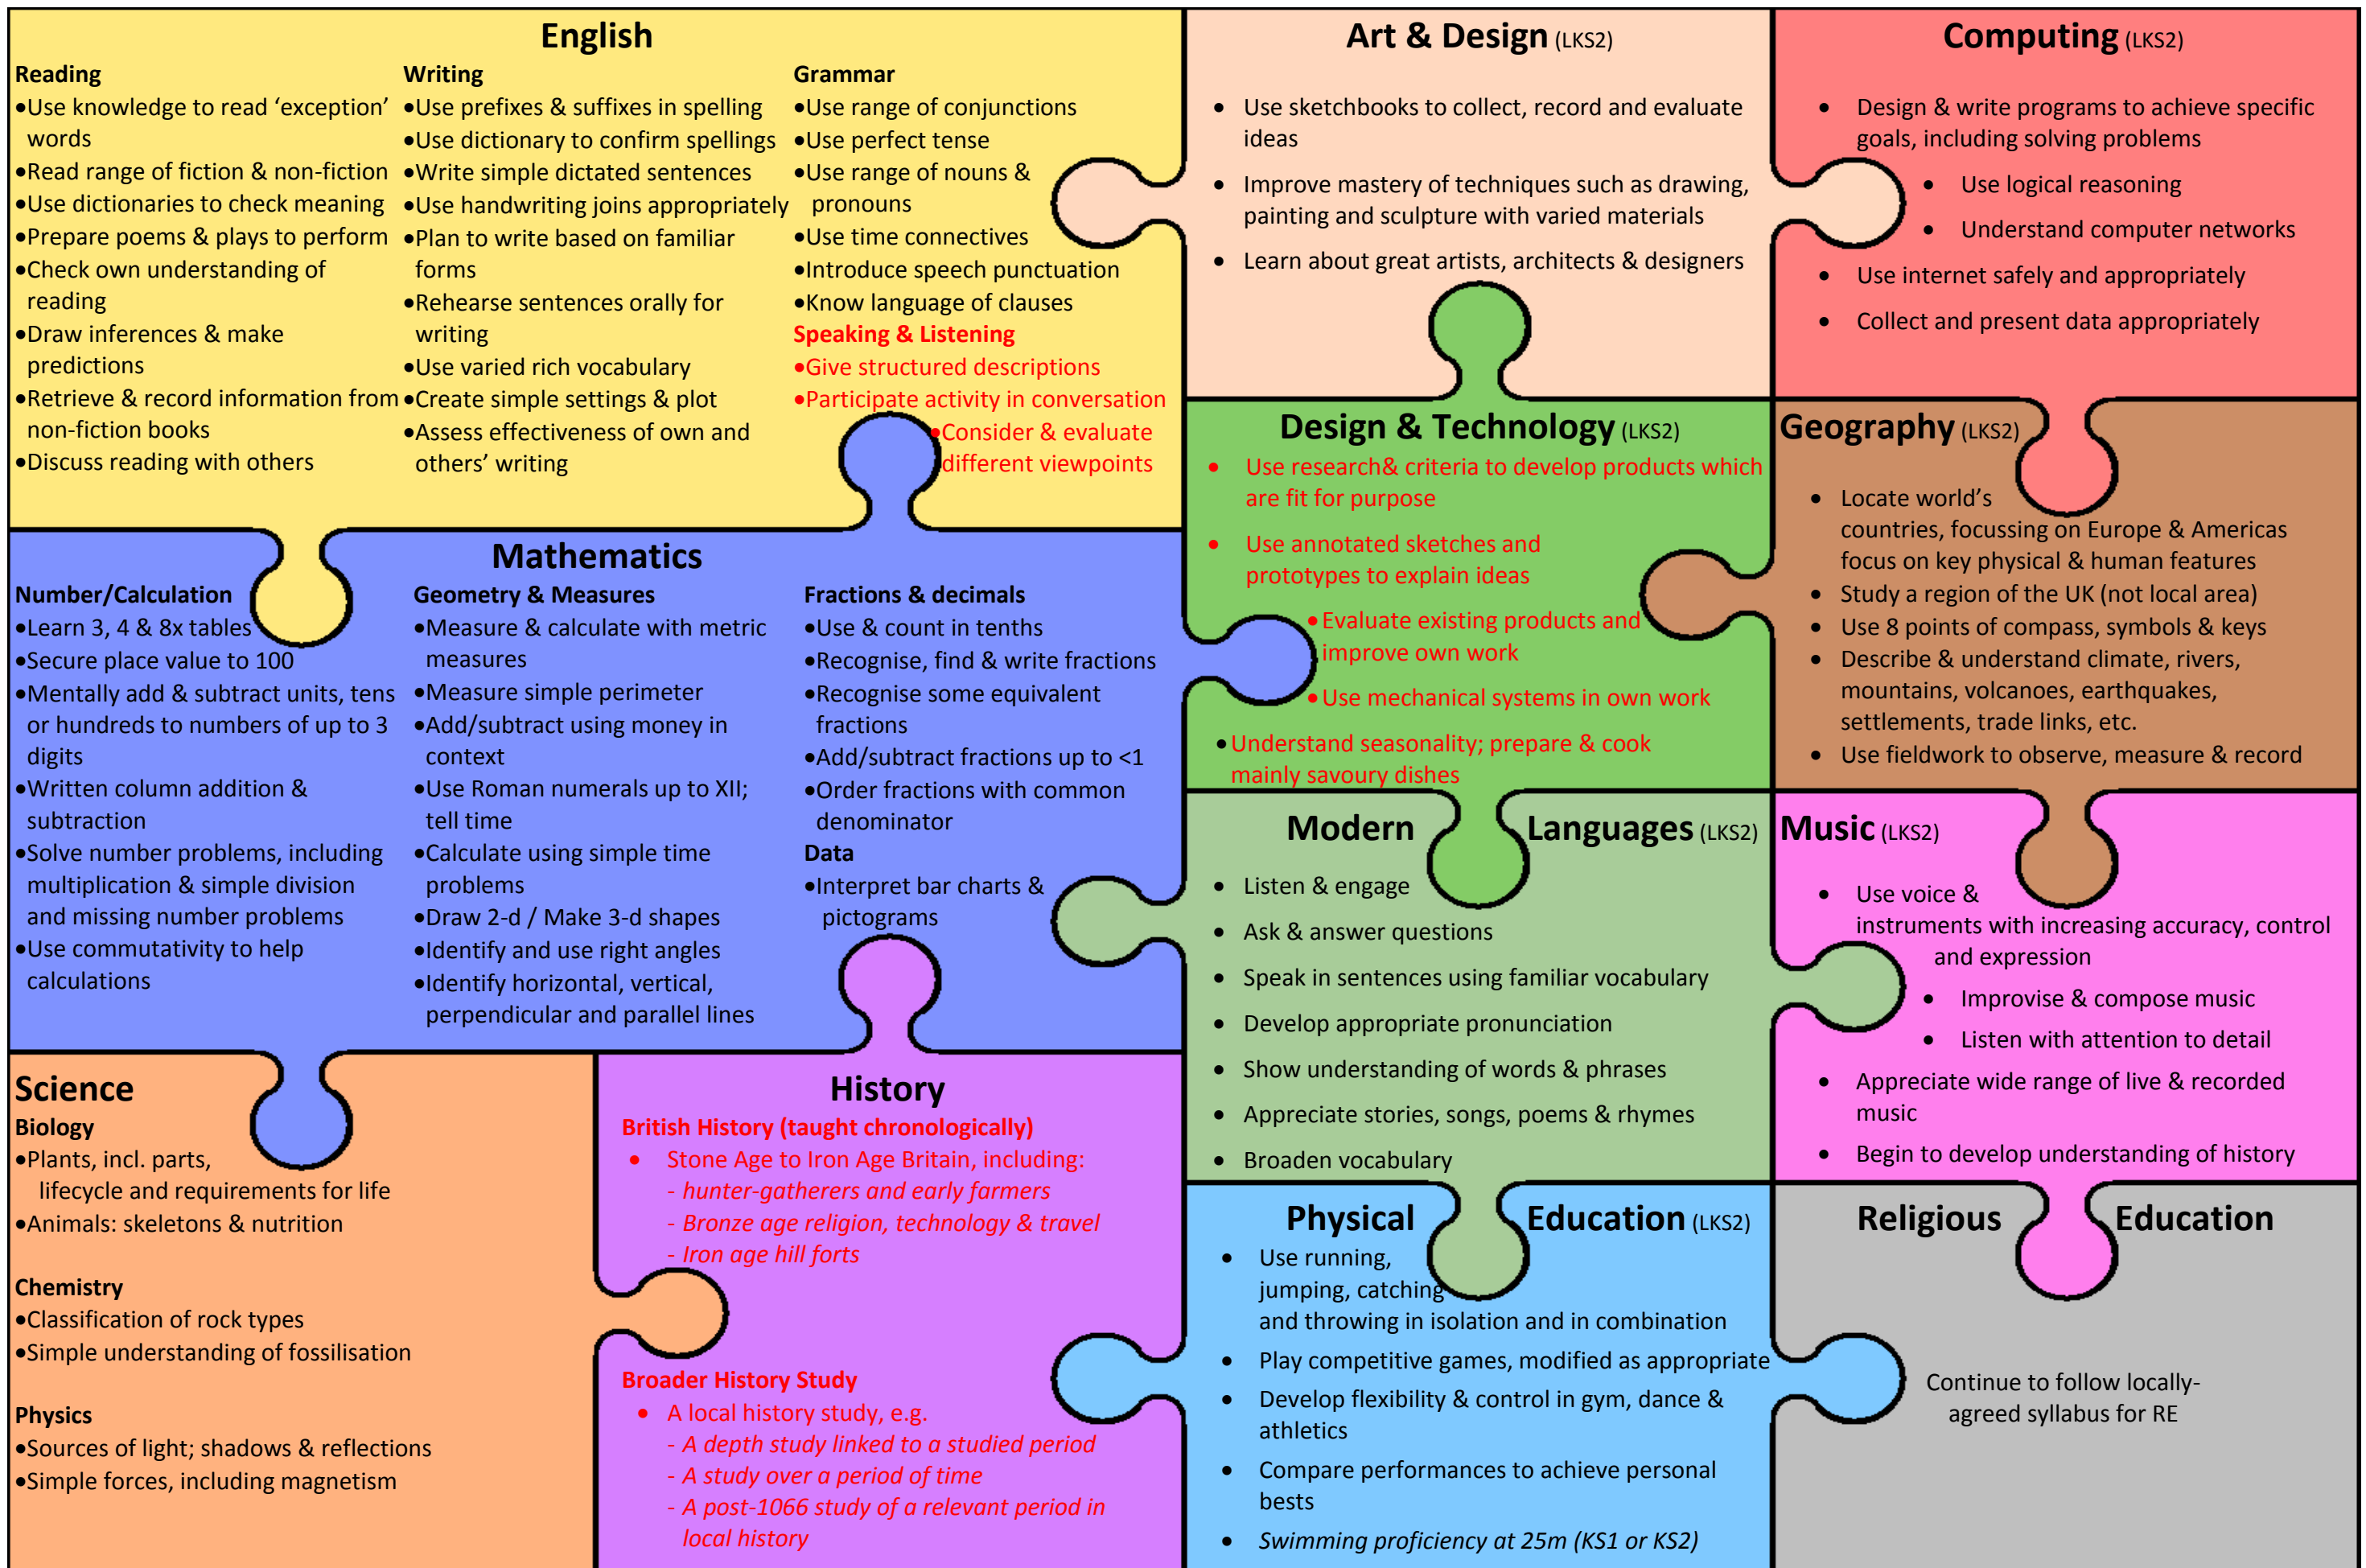 English
Reading
•Use knowledge to read ‘exception’
words
•Read range of fiction & non-fiction
•Use dictionaries to check meaning
•Prepare poems & plays to perform
•Check own understanding of
reading
•Draw inferences & make
predictions
•Retrieve & record information from
non-fiction books
•Discuss reading with others
Writing
•Use prefixes & suffixes in spelling
•Use dictionary to confirm spellings
•Write simple dictated sentences
•Use handwriting joins appropriately
•Plan to write based on familiar
forms
•Rehearse sentences orally for
writing
•Use varied rich vocabulary
•Create simple settings & plot
•Assess effectiveness of own and
others’ writing
Grammar
•Use range of conjunctions
•Use perfect tense
•Use range of nouns &
pronouns
•Use time connectives
•Introduce speech punctuation
•Know language of clauses
Speaking & Listening
•Give structured descriptions
•Participate activity in conversation
•Consider & evaluate
different viewpoints
Art & Design (LKS2)
• Use sketchbooks to collect, record and evaluate
ideas
• Improve mastery of techniques such as drawing,
painting and sculpture with varied materials
• Learn about great artists, architects & designers
Computing (LKS2)
• Design & write programs to achieve specific
goals, including solving problems
• Use logical reasoning
• Understand computer networks
• Use internet safely and appropriately
• Collect and present data appropriately
Mathematics
Number/Calculation
•Learn 3, 4 & 8x tables
•Secure place value to 100
•Mentally add & subtract units, tens
or hundreds to numbers of up to 3
digits
•Written column addition &
subtraction
•Solve number problems, including
multiplication & simple division
and missing number problems
•Use commutativity to help
calculations
Geometry & Measures
•Measure & calculate with metric
measures
•Measure simple perimeter
•Add/subtract using money in
context
•Use Roman numerals up to XII;
tell time
•Calculate using simple time
problems
•Draw 2-d / Make 3-d shapes
•Identify and use right angles
•Identify horizontal, vertical,
perpendicular and parallel lines
Fractions & decimals
•Use & count in tenths
•Recognise, find & write fractions
•Recognise some equivalent
fractions
•Add/subtract fractions up to <1
•Order fractions with common
denominator
Data
•Interpret bar charts &
pictograms
Design & Technology (LKS2)
• Use research& criteria to develop products which
are fit for purpose
• Use annotated sketches and
prototypes to explain ideas
•Evaluate existing products and
improve own work
•Use mechanical systems in own work
•Understand seasonality; prepare & cook
mainly savoury dishes
Geography (LKS2)
• Locate world’s
countries, focussing on Europe & Americas
focus on key physical & human features
• Study a region of the UK (not local area)
• Use 8 points of compass, symbols & keys
• Describe & understand climate, rivers,
mountains, volcanoes, earthquakes,
settlements, trade links, etc.
• Use fieldwork to observe, measure & record
Modern Languages (LKS2)
• Listen & engage
• Ask & answer questions
• Speak in sentences using familiar vocabulary
• Develop appropriate pronunciation
• Show understanding of words & phrases
• Appreciate stories, songs, poems & rhymes
• Broaden vocabulary
Music (LKS2)
• Use voice &
instruments with increasing accuracy, control
and expression
• Improvise & compose music
• Listen with attention to detail
• Appreciate wide range of live & recorded
music
• Begin to develop understanding of history
Science
Biology
•Plants, incl. parts,
lifecycle and requirements for life
•Animals: skeletons & nutrition
Chemistry
•Classification of rock types
•Simple understanding of fossilisation
Physics
•Sources of light; shadows & reflections
•Simple forces, including magnetism
History
British History (taught chronologically)
• Stone Age to Iron Age Britain, including:
- hunter-gatherers and early farmers
- Bronze age religion, technology & travel
- Iron age hill forts
Broader History Study
• A local history study, e.g.
- A depth study linked to a studied period
- A study over a period of time
- A post-1066 study of a relevant period in
local history
Physical Education (LKS2)
• Use running,
jumping, catching
and throwing in isolation and in combination
• Play competitive games, modified as appropriate
• Develop flexibility & control in gym, dance &
athletics
• Compare performances to achieve personal
bests
• Swimming proficiency at 25m (KS1 or KS2)
Religious Education
Continue to follow locally-
agreed syllabus for RE